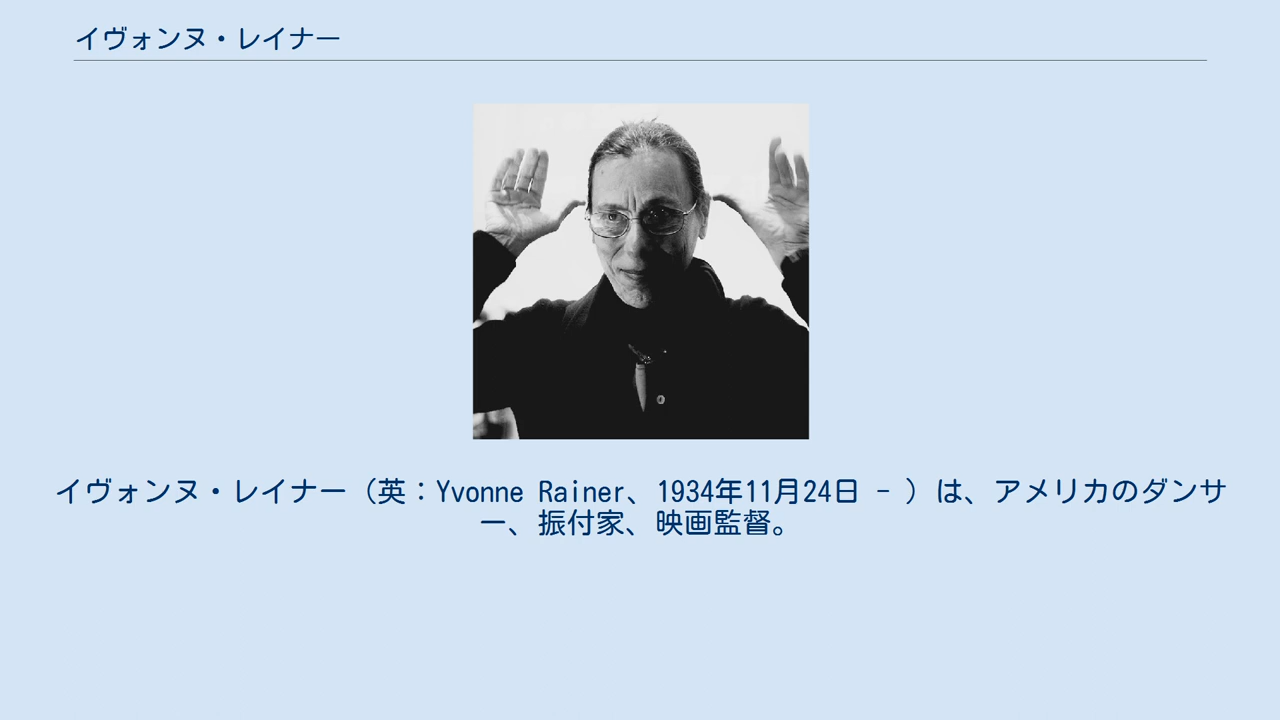 イヴォンヌ・レイナー
イヴォンヌ・レイナー（英：Yvonne Rainer、1934年11月24日 - ）は、アメリカのダンサ
ー、振付家、映画監督。